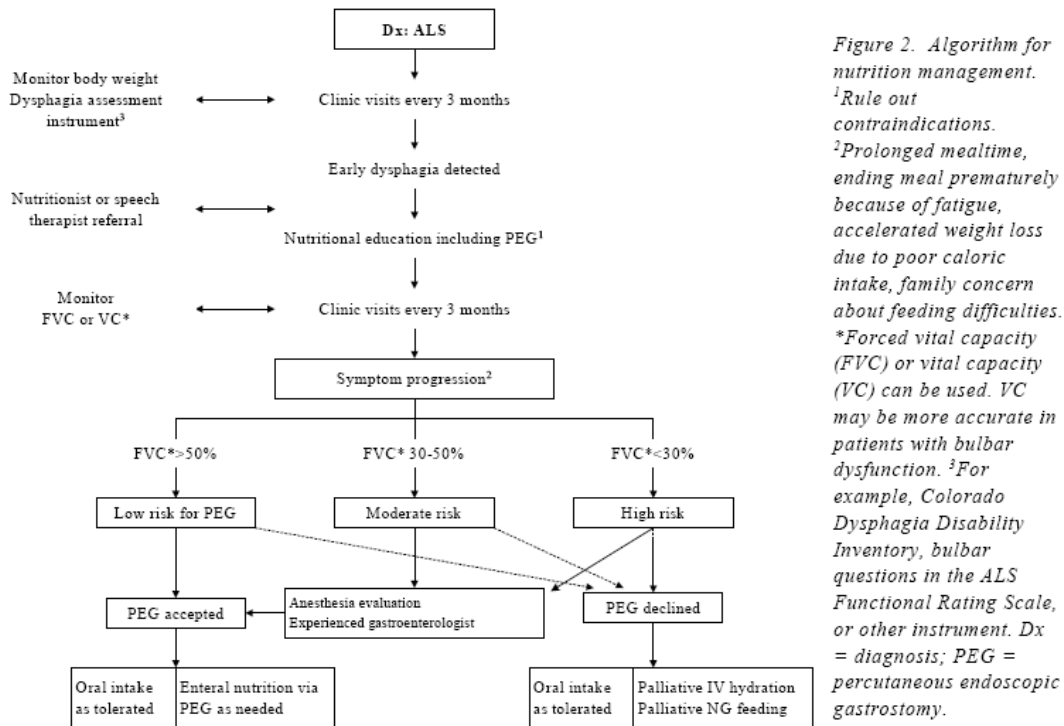 Dx: ALS
Monitor body weight
Dysphagia assessment
instrument³
Clinic visits every 3 months
Early dysphagia detected
Nutritionist or speech
therapist referral
Nutritional education including PEG¹
Monitor
FVC or VC*
Clinic visits every 3 months
Symptom progression²
FVC*>50%
FVC* 30-50%
FVC*<30%
Low risk for PEG
Moderate risk
High risk
PEG accepted
Anesthesia evaluation
Experienced gastroenterologist
PEG declined
Oral intake
as tolerated
Enteral nutrition via
PEG as needed
Oral intake
as tolerated
Palliative IV hydration
Palliative NG feeding
Figure 2. Algorithm for
nutrition management.
¹Rule out
contraindications.
²Prolonged mealtime,
ending meal prematurely
because of fatigue,
accelerated weight loss
due to poor caloric
intake, family concern
about feeding difficulties.
*Forced vital capacity
(FVC) or vital capacity
(VC) can be used. VC
may be more accurate in
patients with bulbar
dysfunction. ³For
example, Colorado
Dysphagia Disability
Inventory, bulbar
questions in the ALS
Functional Rating Scale,
or other instrument. Dx
= diagnosis; PEG =
percutaneous endoscopic
gastrostomy.